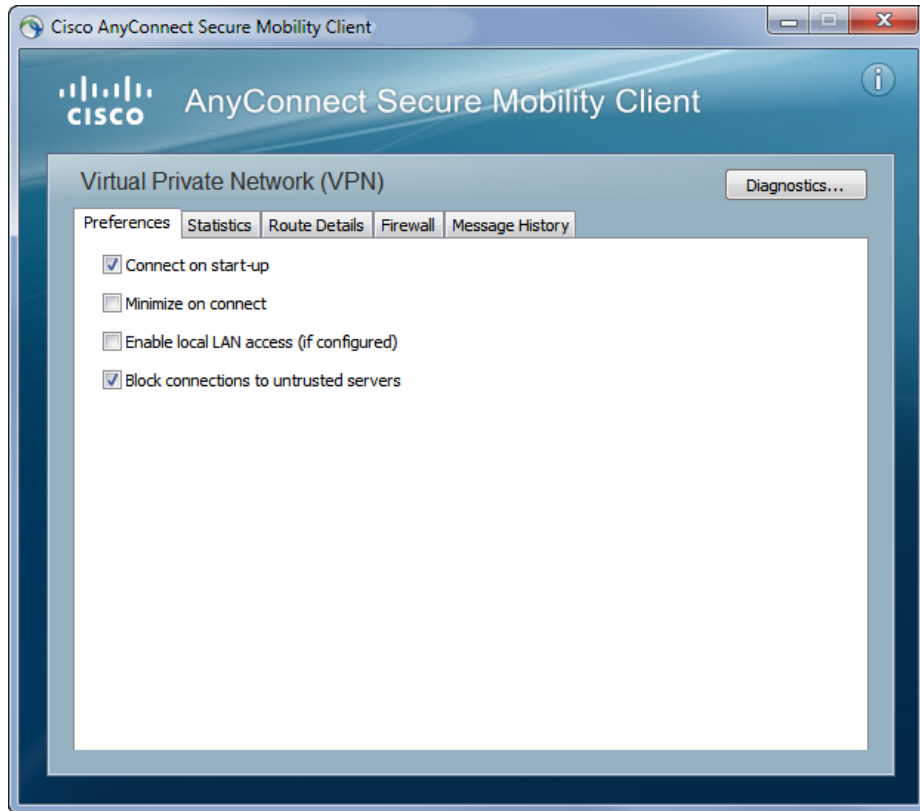 Cisco AnyConnect Secure Mobility Client
CISCO AnyConnect Secure Mobility Client
Virtual Private Network (VPN) Diagnostics...
Preferences Statistics Route Details Firewall Message History
Connect on start-up
Minimize on connect
Enable local LAN access (if configured)
Block connections to untrusted servers